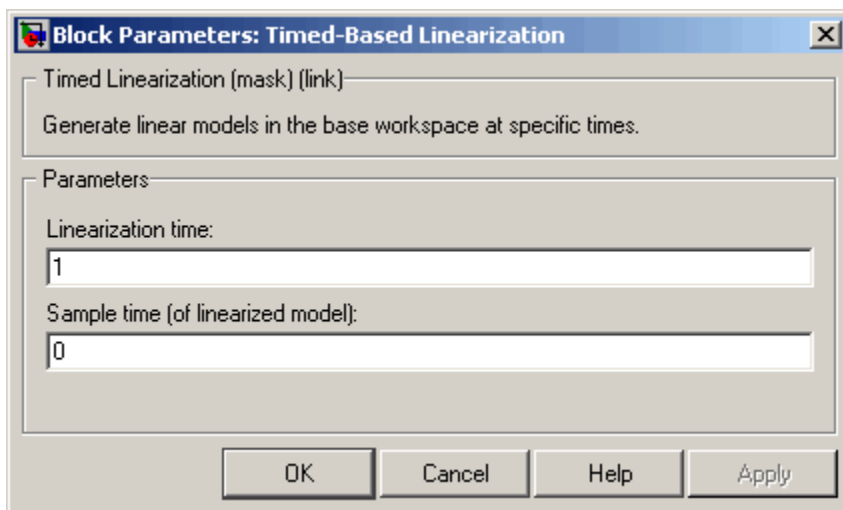 Block Parameters: Timed-Based Linearization
Timed Linearization (mask) (link)
Generate linear models in the base workspace at specific times.
Parameters
Linearization time:
1
Sample time (of linearized model):
0
OK Cancel Help Apply